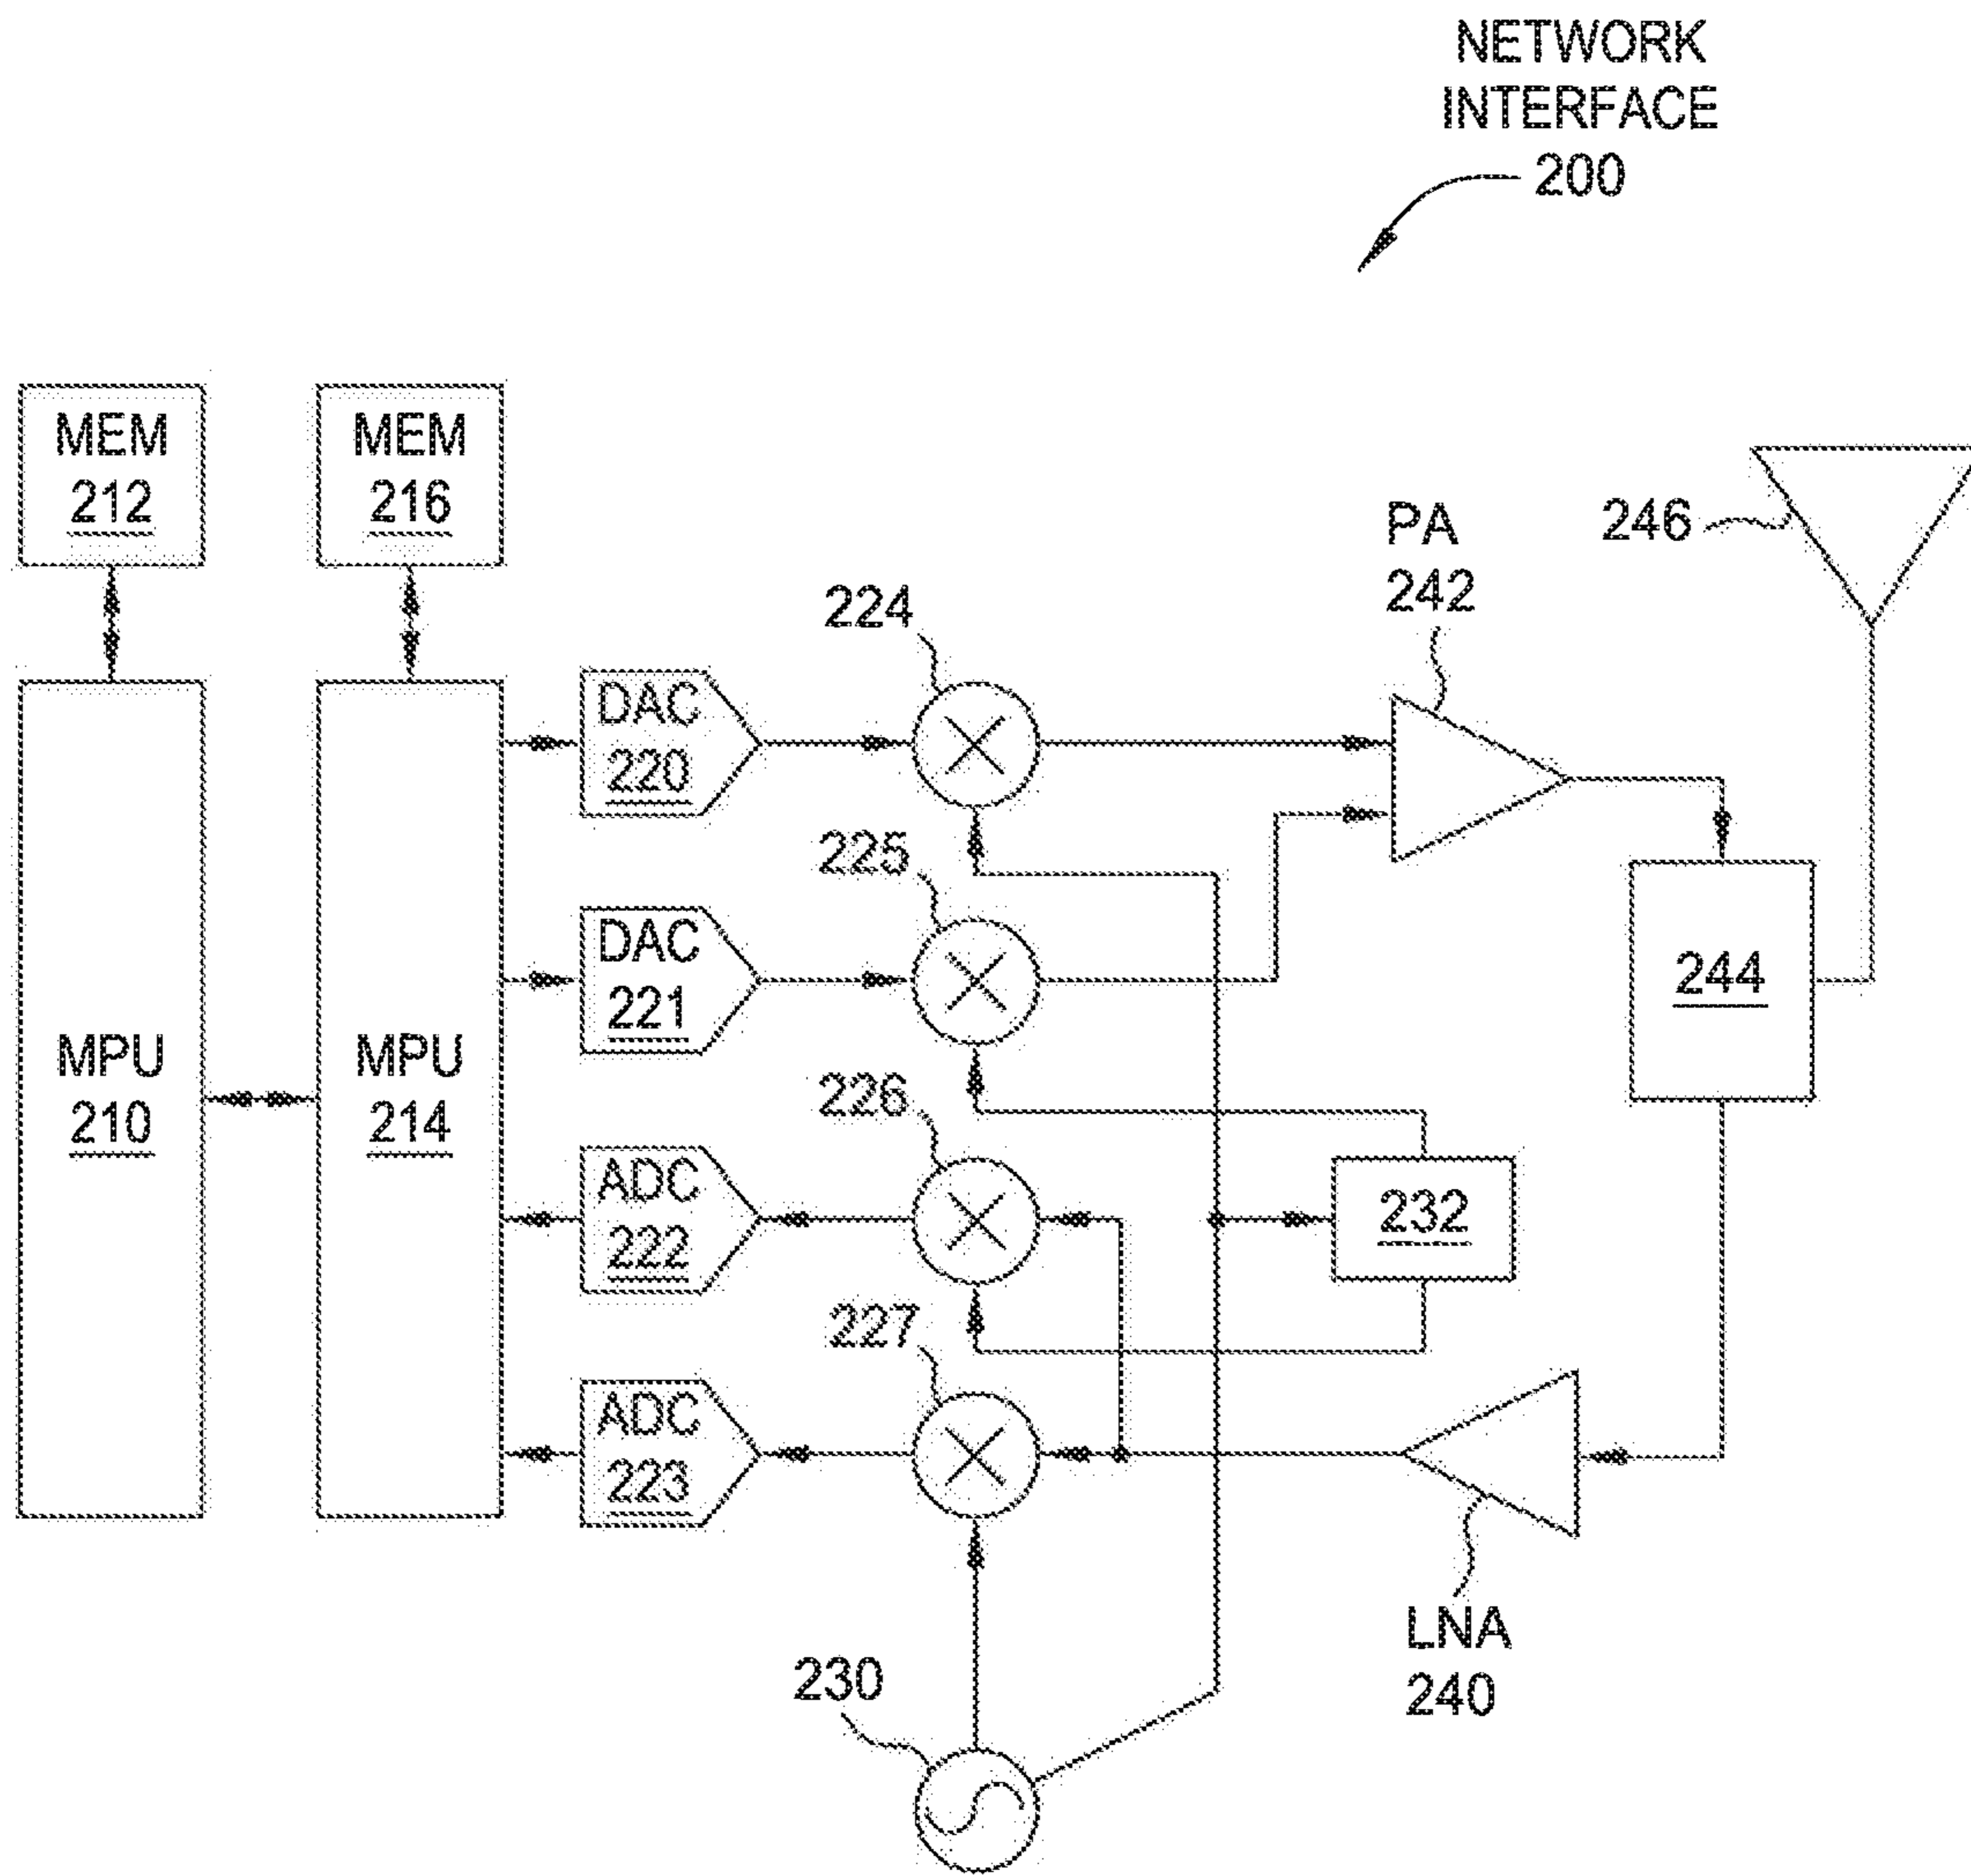 NETWORK
INTERFACE
200
MEM
212
MEM
216
PA
242
246
224
DAC
220
225
DAC
221
244
MPU
210
MPU
214
226
ADC
222
232
227
ADC
223
LNA
240
230